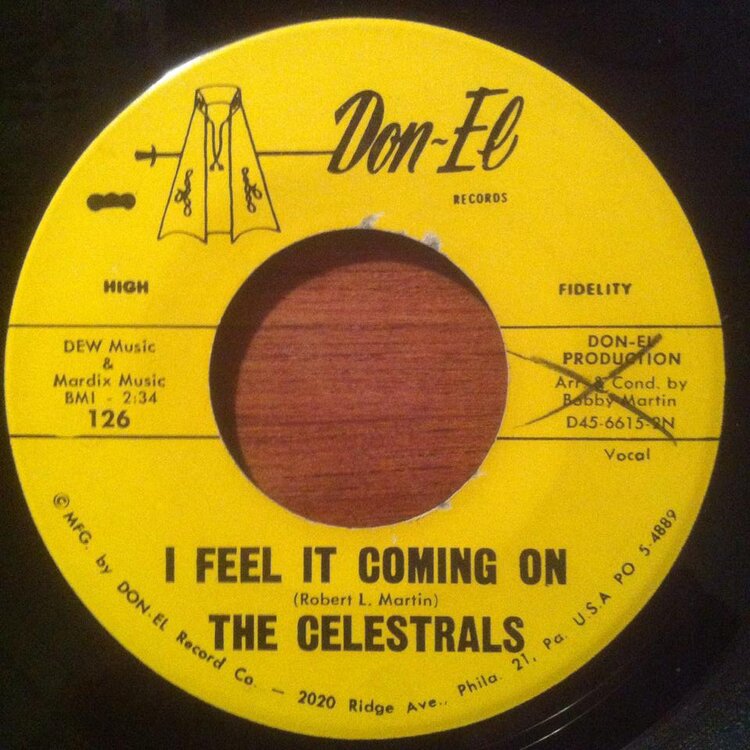 Don-El
RECORDS
HIGH
FIDELITY
DEW Music
&
Mardix Music
BMI - 2:34
126
DON-EL
PRODUCTION
Arr. & Cond. by
Bobby Martin
D45-6615-2N
Vocal
I FEEL IT COMING ON
(Robert L. Martin)
THE CELESTRALS
© MFG. by DON-EL Record Co. — 2020 Ridge Ave., Phila. 21, Pa. U.S.A PO 5-4889